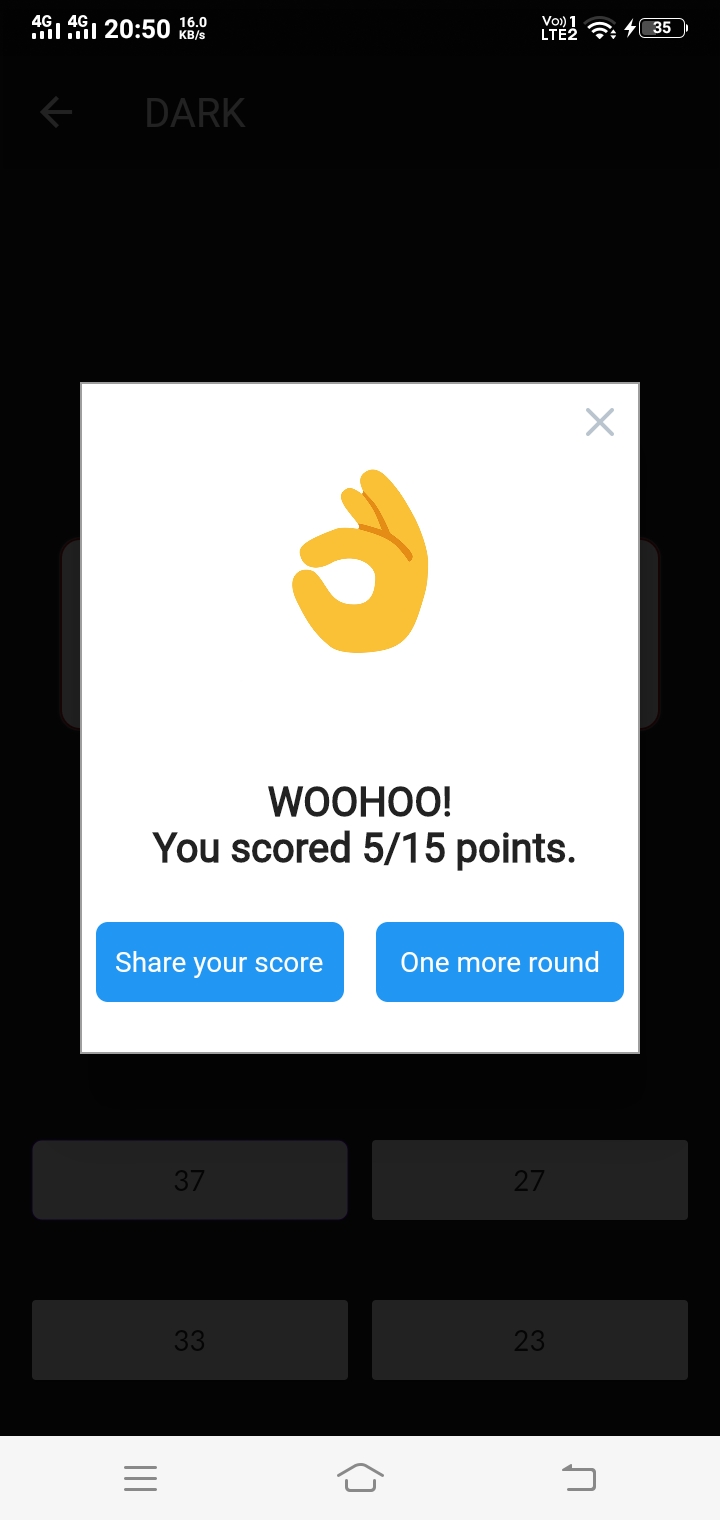 4G 4G 20:50 16.0 KB/s Vo)) 1 LTE2 35
DARK
WOOHOO!
You scored 5/15 points.
Share your score One more round
37 27
33 23